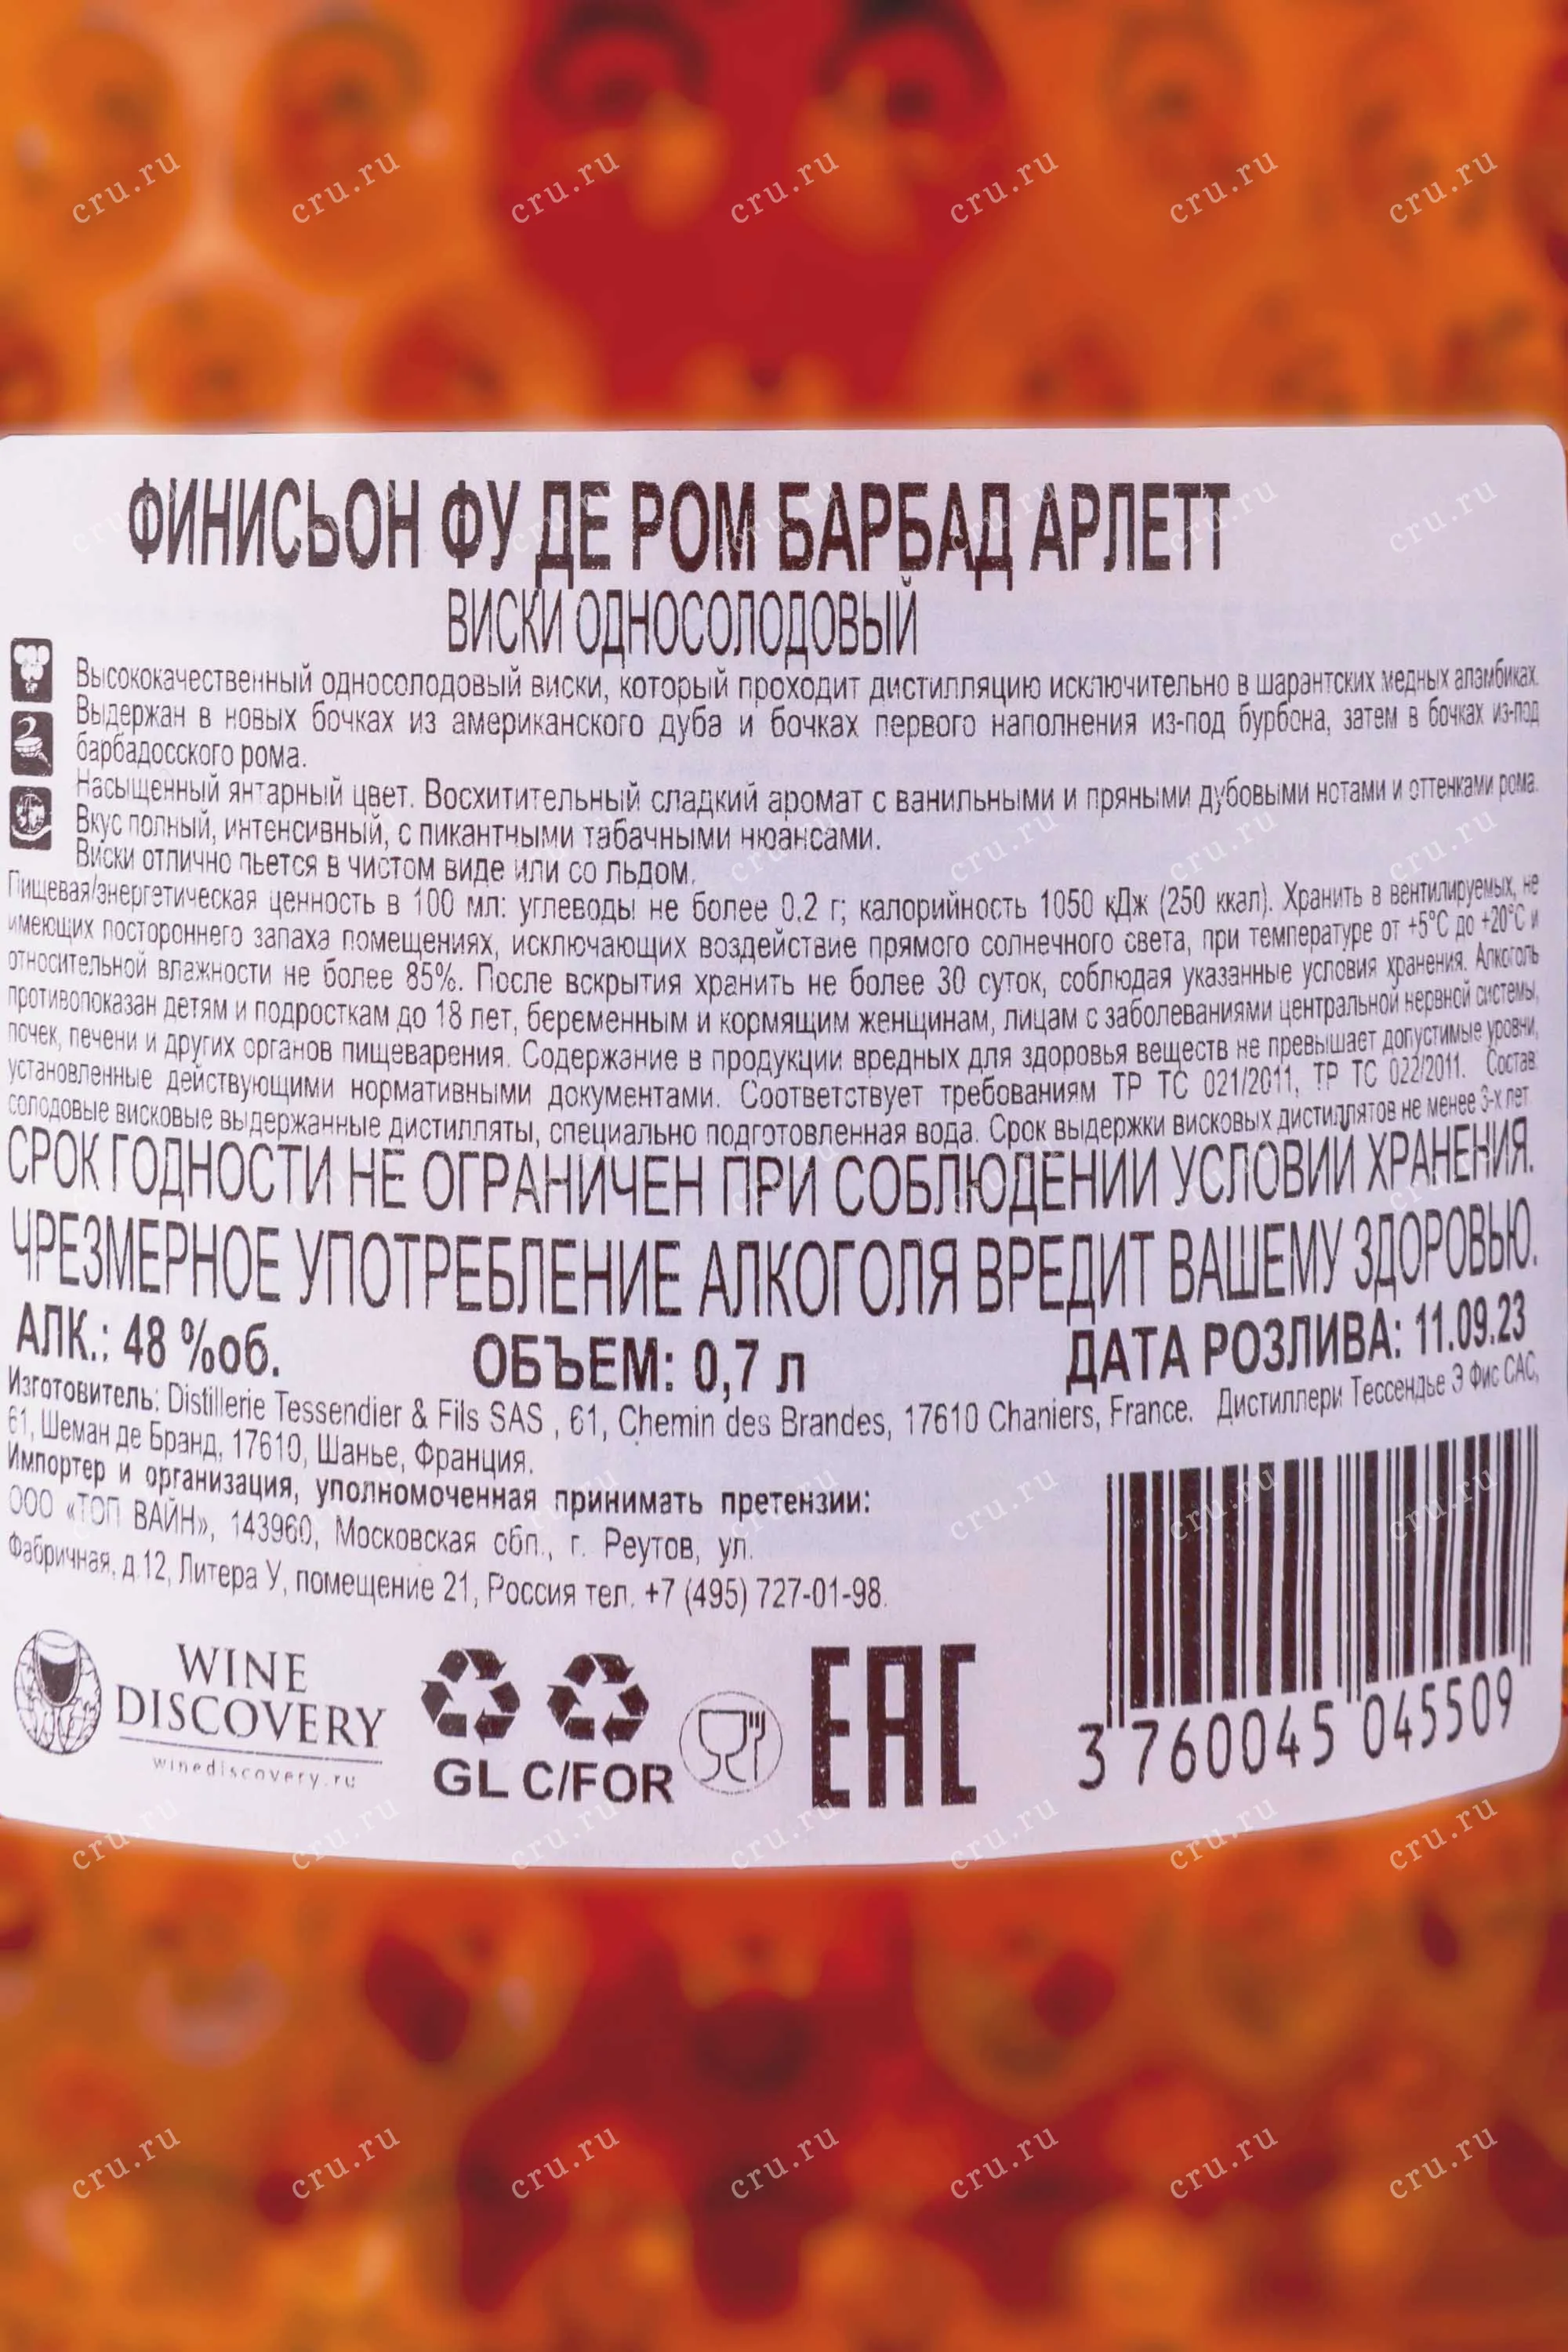 ФИНИСЬОН ФУ ДЕ РОМ БАРБАД АРЛЕТТ
ВИСКИ ОДНОСОЛОДОВЫЙ
Высококачественный односолодовый виски, который проходит дистилляцию исключительно в шарантских медных аламбиках.
Выдержан в новых бочках из американского дуба и бочках первого наполнения из-под бурбона, затем в бочках из-под
барбадосского рома.
Насыщенный янтарный цвет. Восхитительный сладкий аромат с ванильными и пряными дубовыми нотами и оттенками рома.
Вкус полный, интенсивный, с пикантными табачными нюансами.
Виски отлично пьется в чистом виде или со льдом.
Пищевая/энергетическая ценность в 100 мл: углеводы не более 0,2 г; калорийность 1050 кДж (250 ккал). Хранить в вентилируемых, не
имеющих постороннего запаха помещениях, исключающих воздействие прямого солнечного света, при температуре от +5°С до +20°С и
относительной влажности не более 85%. После вскрытия хранить не более 30 суток, соблюдая указанные условия хранения. Алкоголь
противопоказан детям и подросткам до 18 лет, беременным и кормящим женщинам, лицам с заболеваниями центральной нервной системы,
почек, печени и других органов пищеварения. Содержание в продукции вредных для здоровья веществ не превышает допустимые уровни,
установленные действующими нормативными документами. Соответствует требованиям ТР ТС 021/2011, ТР ТС 022/2011. Состав:
солодовые висковые выдержанные дистилляты, специально подготовленная вода. Срок выдержки висковых дистиллятов не менее 3-х лет
СРОК ГОДНОСТИ НЕ ОГРАНИЧЕН ПРИ СОБЛЮДЕНИИ УСЛОВИЙ ХРАНЕНИЯ.
ЧРЕЗМЕРНОЕ УПОТРЕБЛЕНИЕ АЛКОГОЛЯ ВРЕДИТ ВАШЕМУ ЗДОРОВЬЮ.
АЛК.: 48 %об. ОБЪЕМ: 0,7 л ДАТА РОЗЛИВА: 11.09.23
Изготовитель: Distillerie Tessendier & Fils SAS , 61, Chemin des Brandes, 17610 Chaniers, France. Дистиллери Тессендье Э Фис САС,
61, Шеман де Бранд, 17610, Шанье, Франция.
Импортер и организация, уполномоченная принимать претензии:
ООО «ТОП ВАЙН», 143960, Московская обл., г. Реутов, ул.
Фабричная, д.12, Литера У, помещение 21, Россия тел. +7 (495) 727-01-98.
WINE
DISCOVERY
winediscovery.ru
GL C/FOR
EAC
3 760045 045509
cru.ru